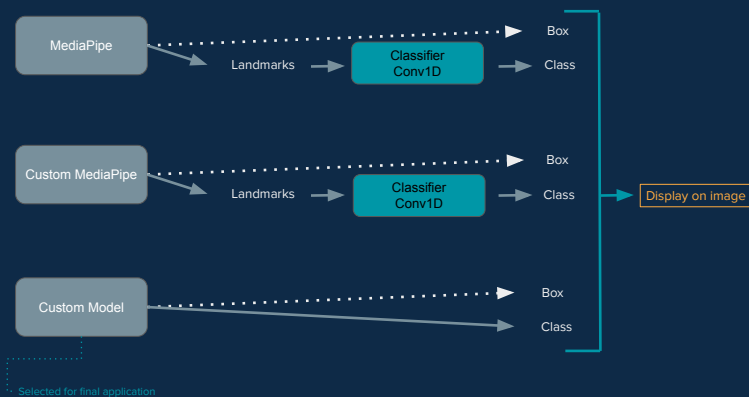 MediaPipe
Box
Landmarks
Classifier
Conv1D
Class
Custom MediaPipe
Box
Landmarks
Classifier
Conv1D
Class
Display on image
Custom Model
Box
Class
Selected for final application